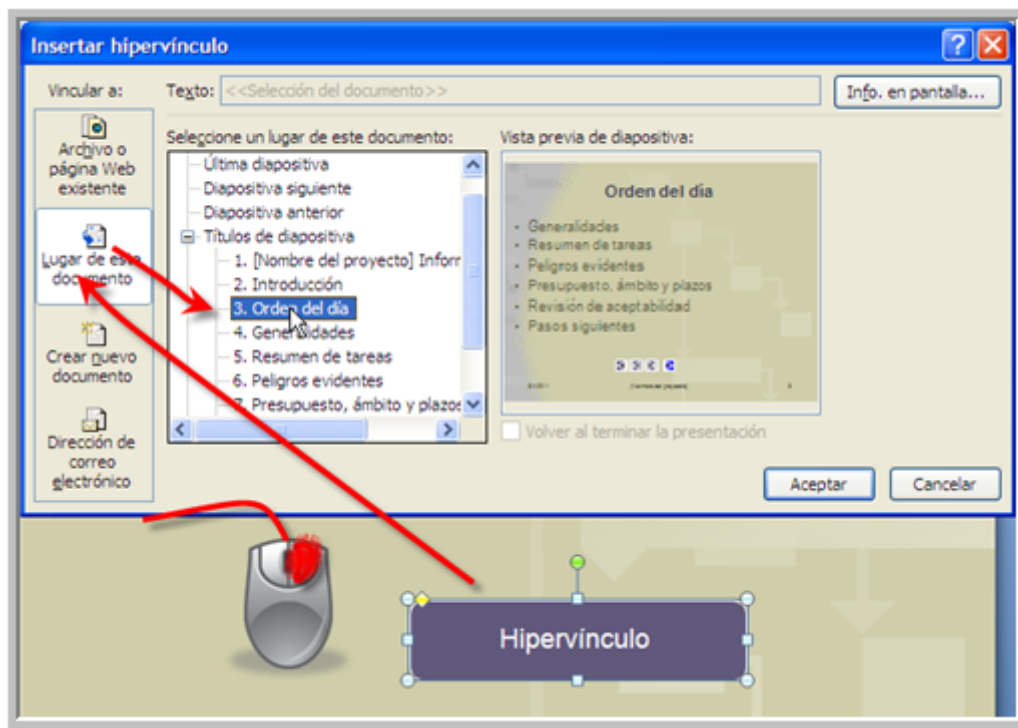 Insertar hipervínculo
Vincular a:
Texto: <<Selección del documento>>
Info. en pantalla...
Archivo o
página Web
existente
Lugar de este
documento
Crear nuevo
documento
Dirección de
correo
electrónico
Seleccione un lugar de este documento:
Última diapositiva
Diapositiva siguiente
Diapositiva anterior
Títulos de diapositiva
1. [Nombre del proyecto] Inforr
2. Introducción
3. Orden del día
4. Generalidades
5. Resumen de tareas
6. Peligros evidentes
7. Presupuesto, ámbito y plazos
Vista previa de diapositiva:
Orden del día
• Generalidades
• Resumen de tareas
• Peligros evidentes
• Presupuesto, ámbito y plazos
• Revisión de aceptabilidad
• Pasos siguientes
Volver al terminar la presentación
Aceptar
Cancelar
Hipervínculo